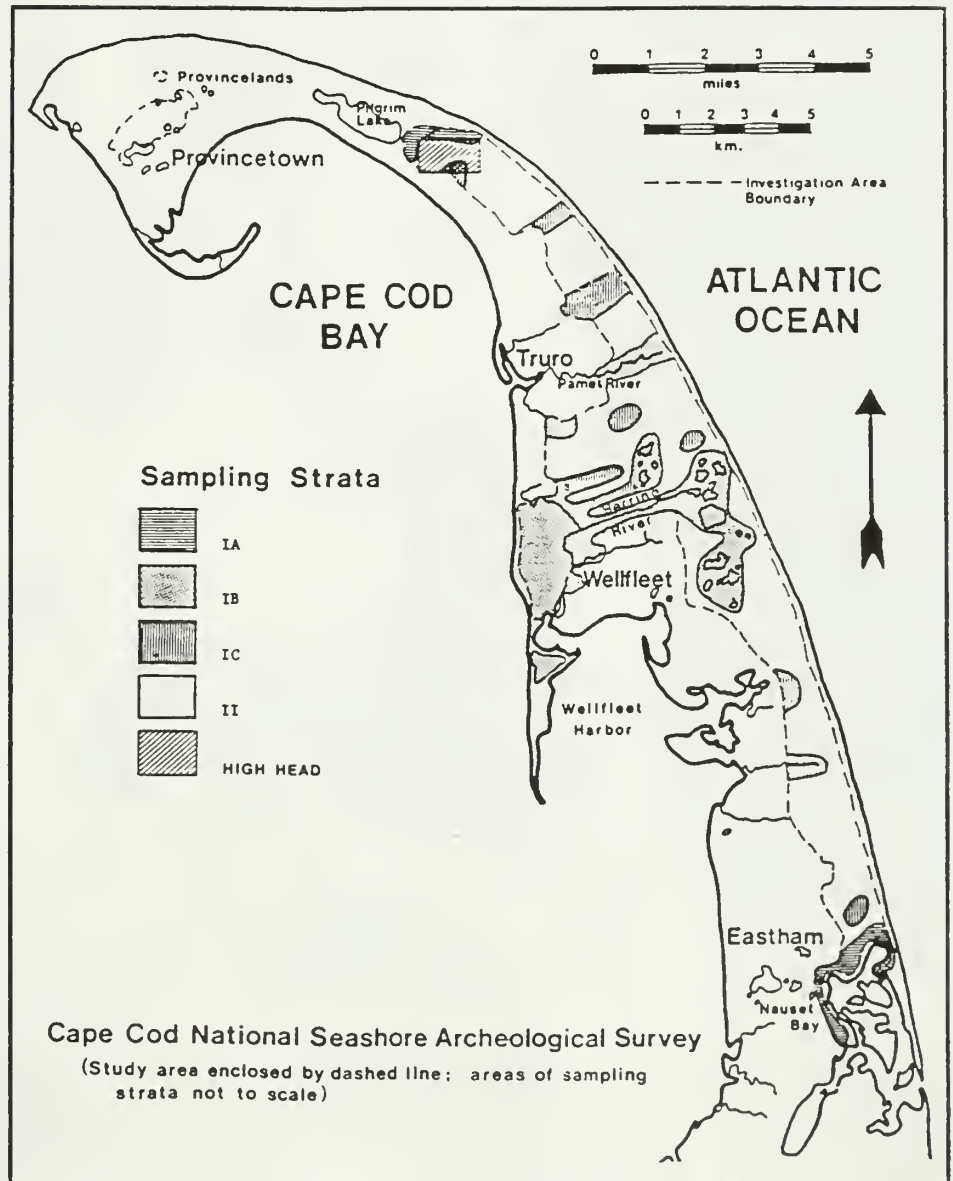 Provincelands
Pilgrim
Lake
Provincetown
0 1 2 3 4 5
miles
0 1 2 3 4 5
km.
Investigation Area
Boundary
CAPE COD
BAY
ATLANTIC
OCEAN
Truro
Pamet River
Sampling Strata
IA
IB
IC
II
HIGH HEAD
Herring
River
Wellfleet
Wellfleet
Harbor
Eastham
Nauset
Bay
Cape Cod National Seashore Archeological Survey
(Study area enclosed by dashed line; areas of sampling
strata not to scale)